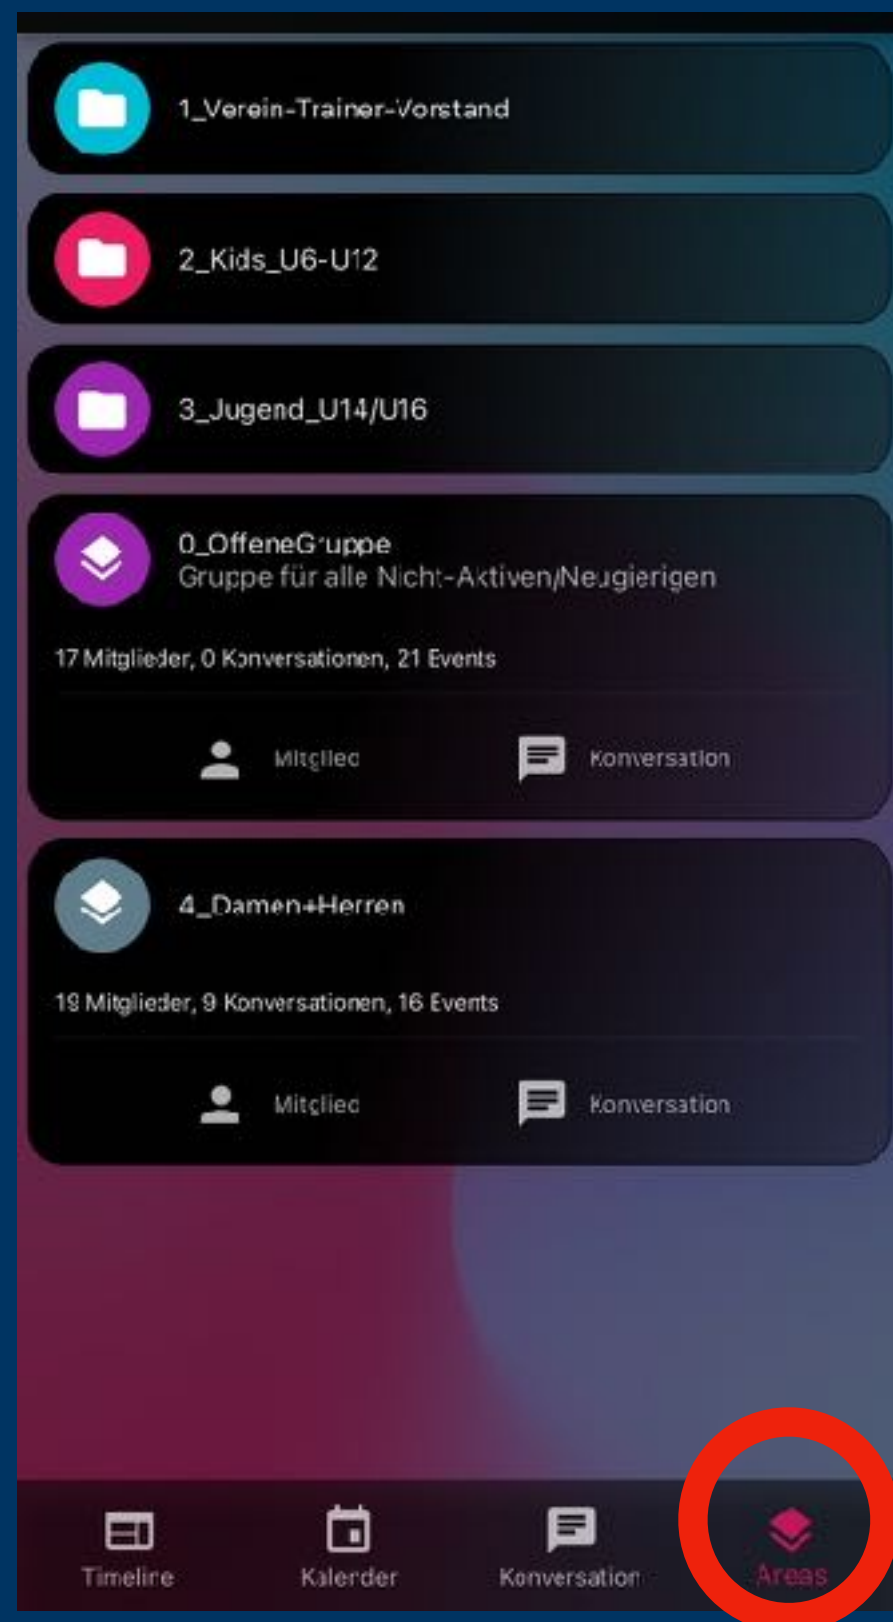 1_Verein-Trainer-Vorstand
2_Kids_U6-U12
3_Jugend_U14/U16
0_OffeneGruppe
Gruppe für alle Nicht-Aktiven/Neugierigen
17 Mitglieder, 0 Konversationen, 21 Events
Mitglied Konversation
4_Damen+Herren
19 Mitglieder, 9 Konversationen, 16 Events
Mitglied Konversation
Timeline Kalender Konversation Areas